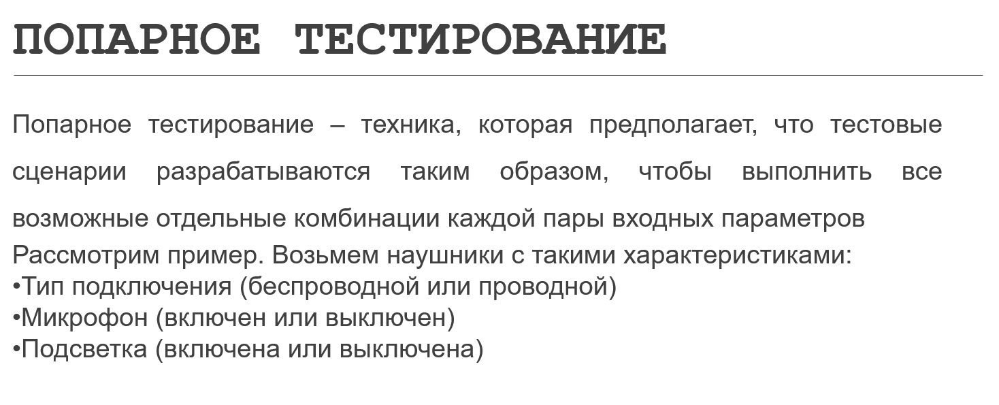 ПОПАРНОЕ ТЕСТИРОВАНИЕ
Попарное тестирование – техника, которая предполагает, что тестовые
сценарии разрабатываются таким образом, чтобы выполнить все
возможные отдельные комбинации каждой пары входных параметров
Рассмотрим пример. Возьмем наушники с такими характеристиками:
•Тип подключения (беспроводной или проводной)
•Микрофон (включен или выключен)
•Подсветка (включена или выключена)